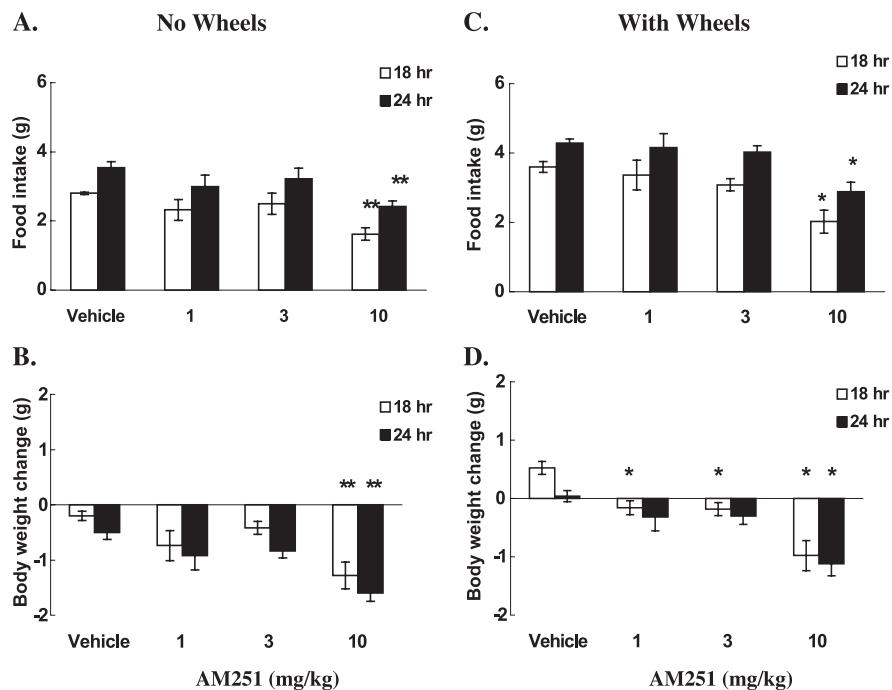 A. No Wheels
18 hr
24 hr
6
4
2
0
Food intake (g)
** **
Vehicle 1 3 10
B.
18 hr
24 hr
2
1
0
-1
-2
Body weight change (g)
** **
Vehicle 1 3 10
AM251 (mg/kg)
C. With Wheels
18 hr
24 hr
6
4
2
0
Food intake (g)
* *
Vehicle 1 3 10
D.
18 hr
24 hr
2
1
0
-1
-2
Body weight change (g)
* * * *
Vehicle 1 3 10
AM251 (mg/kg)